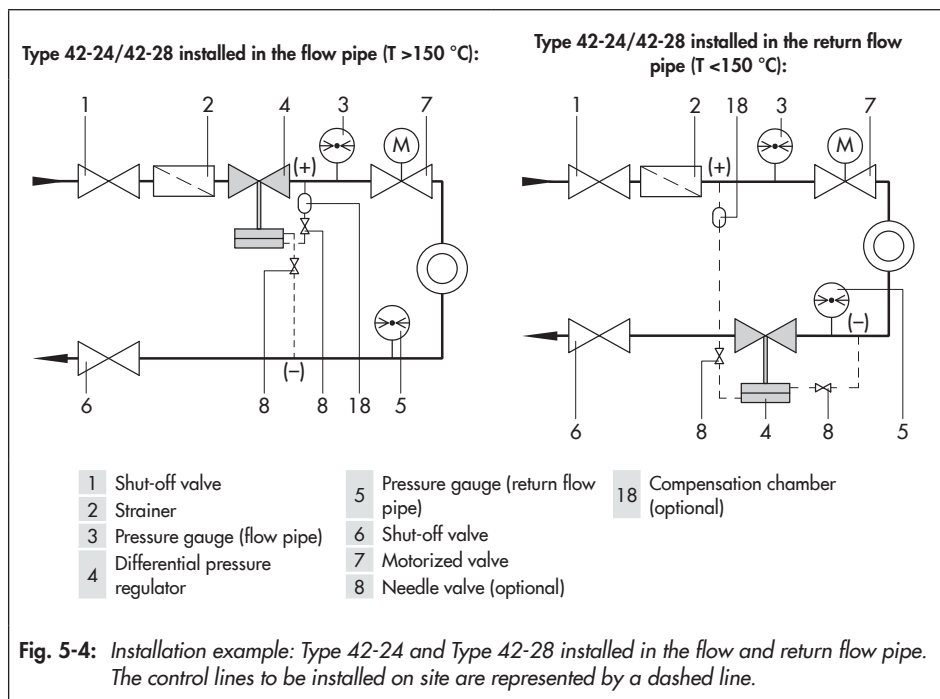 Type 42-24/42-28 installed in the flow pipe (T >150 °C):
1 2 4 3 7
M
(+)
(–)
6 8 8 18 5
Type 42-24/42-28 installed in the return flow
pipe (T <150 °C):
1 2 18 3 7
M
(+)
(–)
6 8 4 8 5
1 Shut-off valve
2 Strainer
3 Pressure gauge (flow pipe)
4 Differential pressure
regulator
5 Pressure gauge (return flow
pipe)
6 Shut-off valve
7 Motorized valve
8 Needle valve (optional)
18 Compensation chamber
(optional)
Fig. 5-4: Installation example: Type 42-24 and Type 42-28 installed in the flow and return flow pipe.
The control lines to be installed on site are represented by a dashed line.